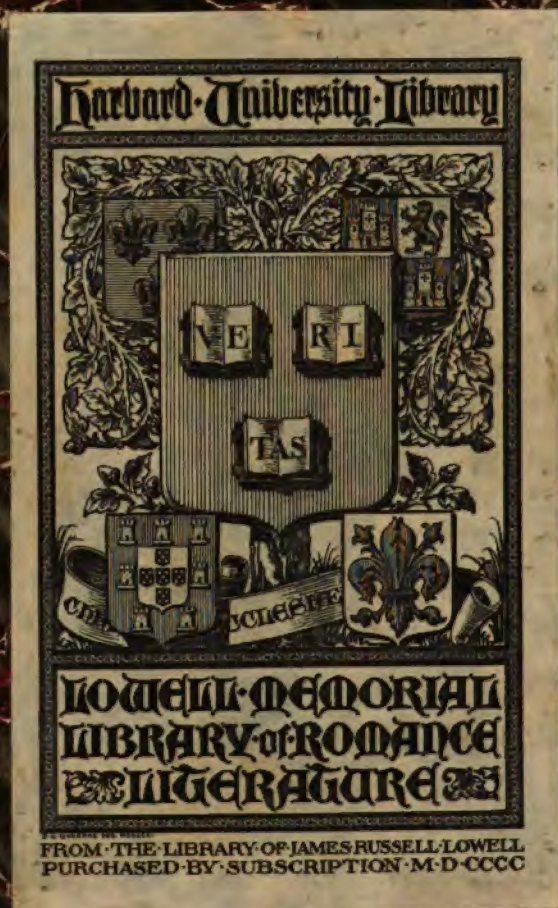 Harvard·University·Library
VE RI
TAS
ECCLESIAE
LOWELL·MEMORIAL
LIBRARY·of·ROMANCE
LITERATURE
FROM·THE·LIBRARY·OF·JAMES·RUSSELL·LOWELL
PURCHASED·BY·SUBSCRIPTION·M·D·CCCC